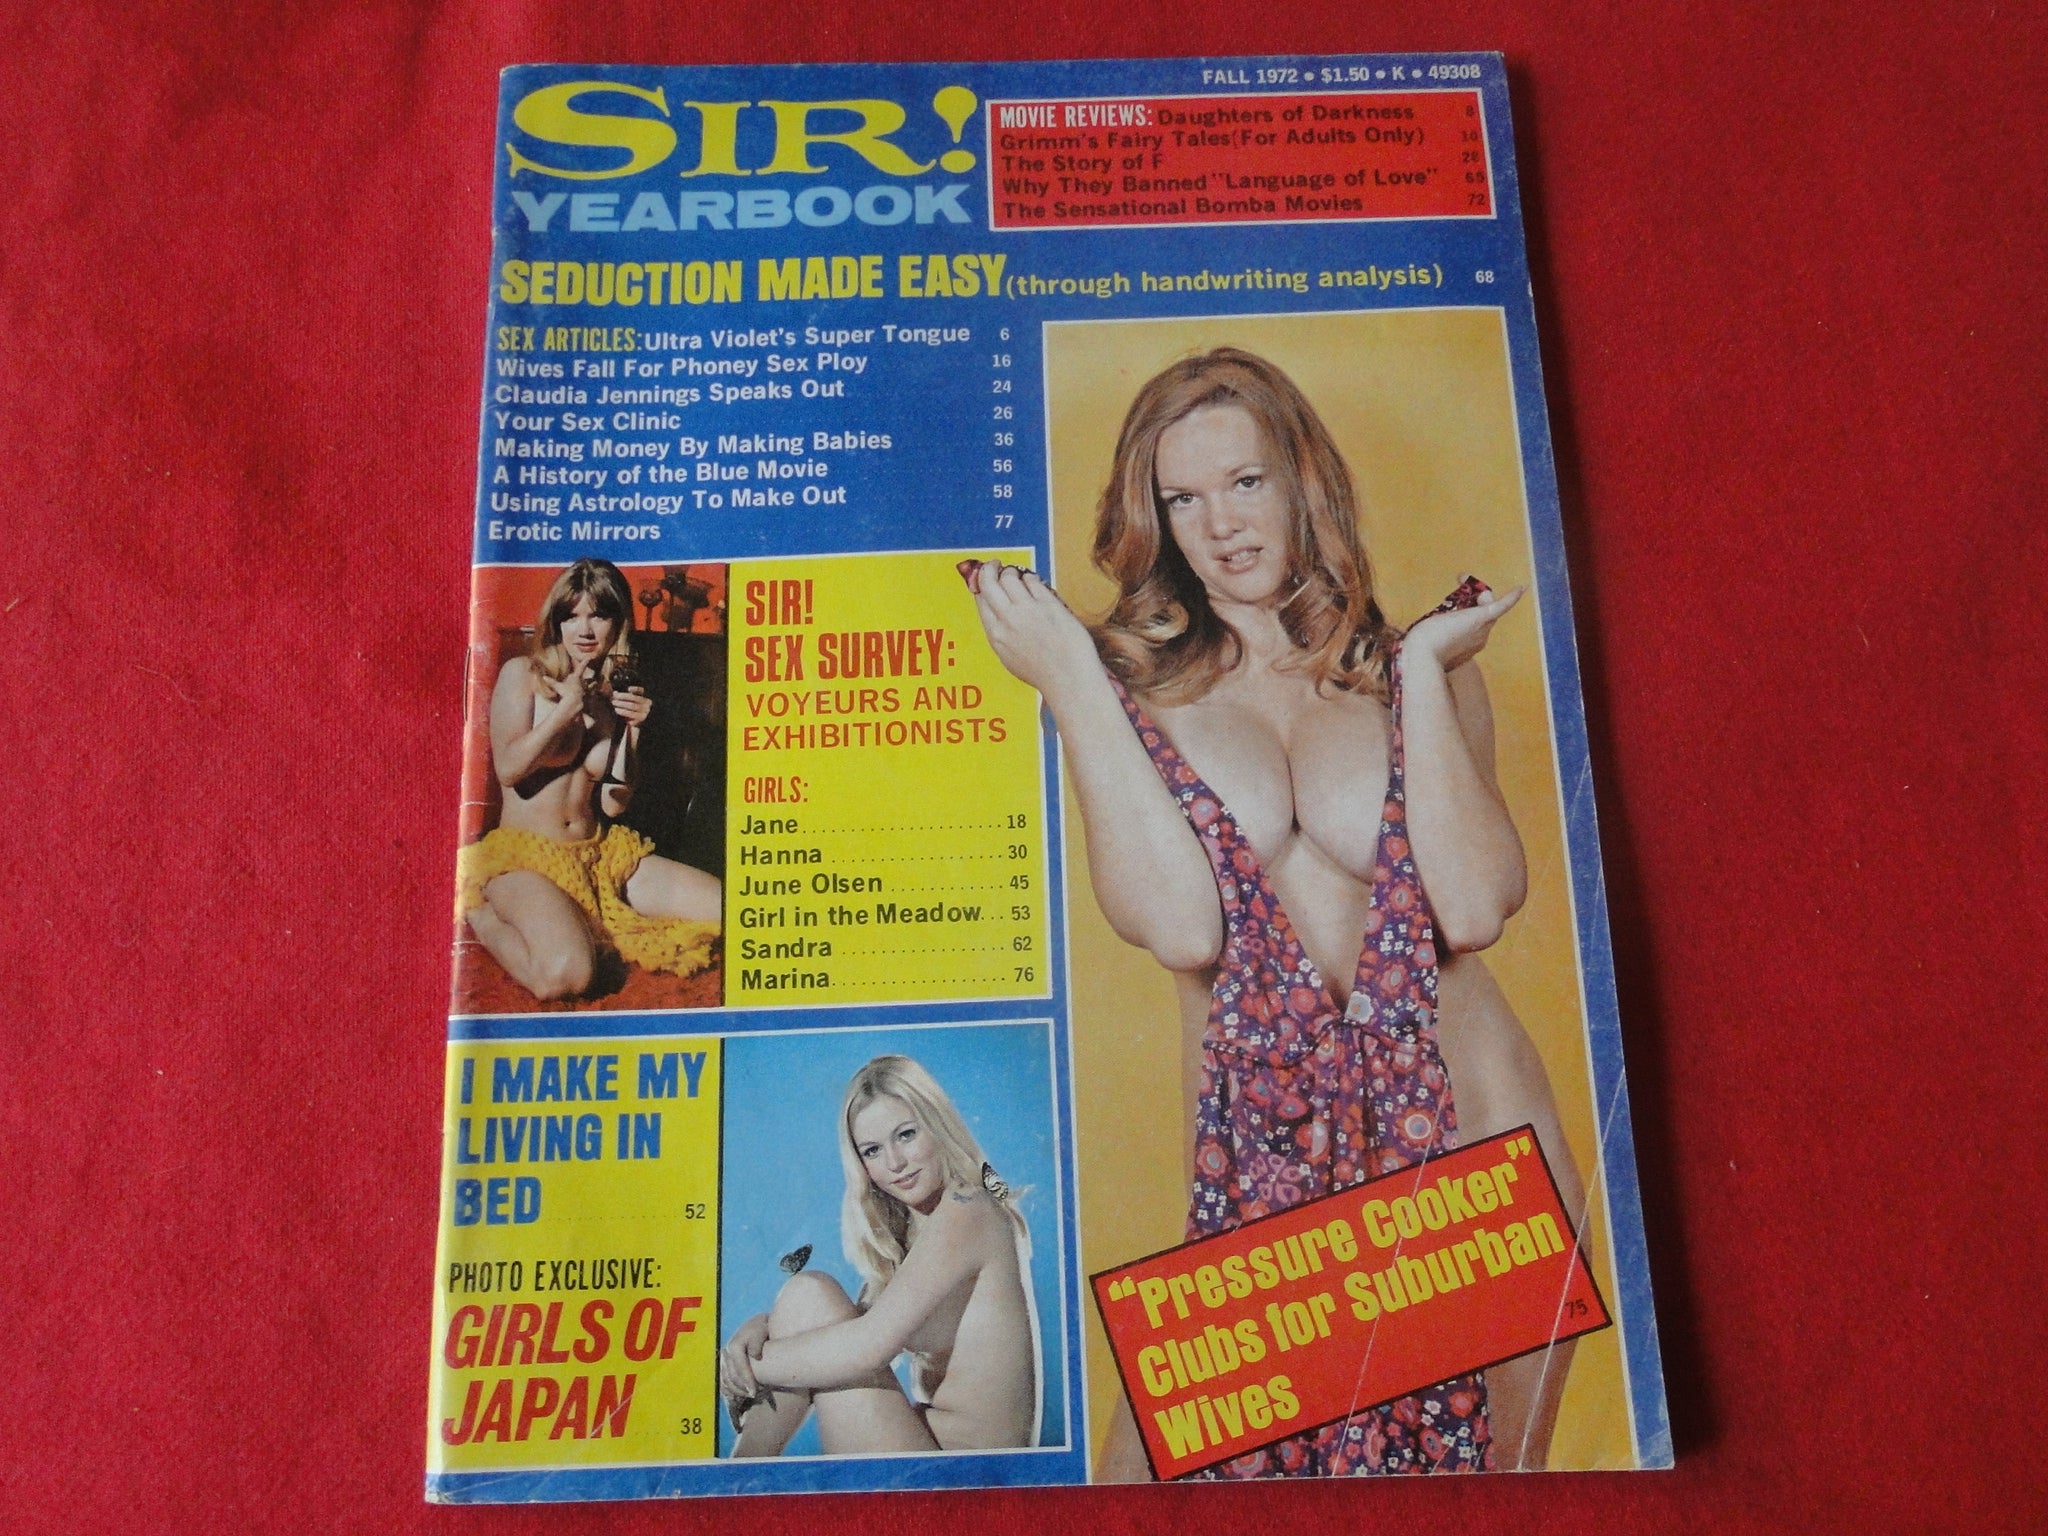 FALL 1972 • $1.50 • K • 49308
SIR!
YEARBOOK
MOVIE REVIEWS: Daughters of Darkness 8
Grimm's Fairy Tales (For Adults Only) 10
The Story of F 28
Why They Banned "Language of Love" 65
The Sensational Bomba Movies 72
SEDUCTION MADE EASY (through handwriting analysis) 68
SEX ARTICLES: Ultra Violet's Super Tongue 6
Wives Fall For Phoney Sex Ploy 16
Claudia Jennings Speaks Out 24
Your Sex Clinic 26
Making Money By Making Babies 36
A History of the Blue Movie 56
Using Astrology To Make Out 58
Erotic Mirrors 77
SIR!
SEX SURVEY:
VOYEURS AND
EXHIBITIONISTS
GIRLS:
Jane.....................18
Hanna ..................30
June Olsen ............45
Girl in the Meadow...53
Sandra ................62
Marina..................76
I MAKE MY
LIVING IN
BED ............... 52
PHOTO EXCLUSIVE:
GIRLS OF
JAPAN .... 38
"Pressure Cooker"
Clubs for Suburban
Wives 75